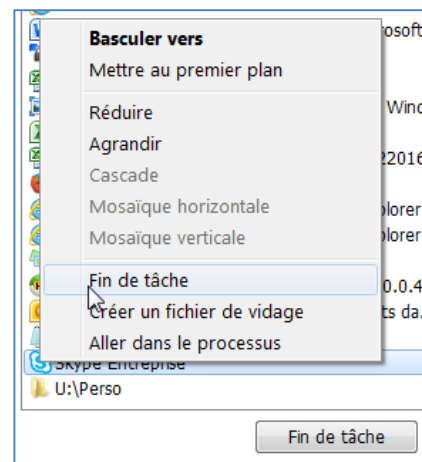 Basculer vers
Mettre au premier plan
Réduire
Agrandir
Cascade
Mosaïque horizontale
Mosaïque verticale
Fin de tâche
Créer un fichier de vidage
Aller dans le processus
Skype Entreprise
U:\Perso
Fin de tâche